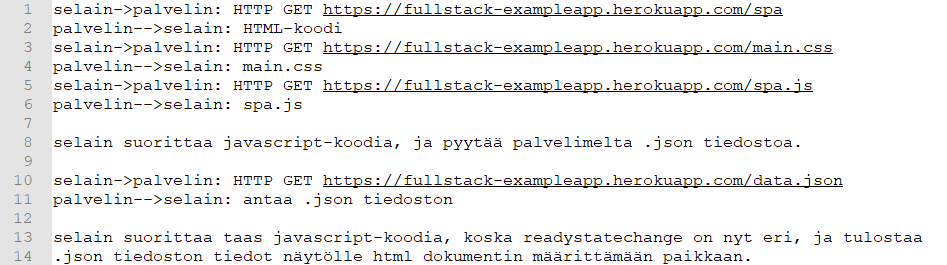 1 selain->palvelin: HTTP GET https://fullstack-exampleapp.herokuapp.com/spa
2 palvelin-->selain: HTML-koodi
3 selain->palvelin: HTTP GET https://fullstack-exampleapp.herokuapp.com/main.css
4 palvelin-->selain: main.css
5 selain->palvelin: HTTP GET https://fullstack-exampleapp.herokuapp.com/spa.js
6 palvelin-->selain: spa.js
7
8 selain suorittaa javascript-koodia, ja pyytää palvelimelta .json tiedostoa.
9
10 selain->palvelin: HTTP GET https://fullstack-exampleapp.herokuapp.com/data.json
11 palvelin-->selain: antaa .json tiedoston
12
13 selain suorittaa taas javascript-koodia, koska readystatechange on nyt eri, ja tulostaa
14 .json tiedoston tiedot näytölle html dokumentin määrittämään paikkaan.